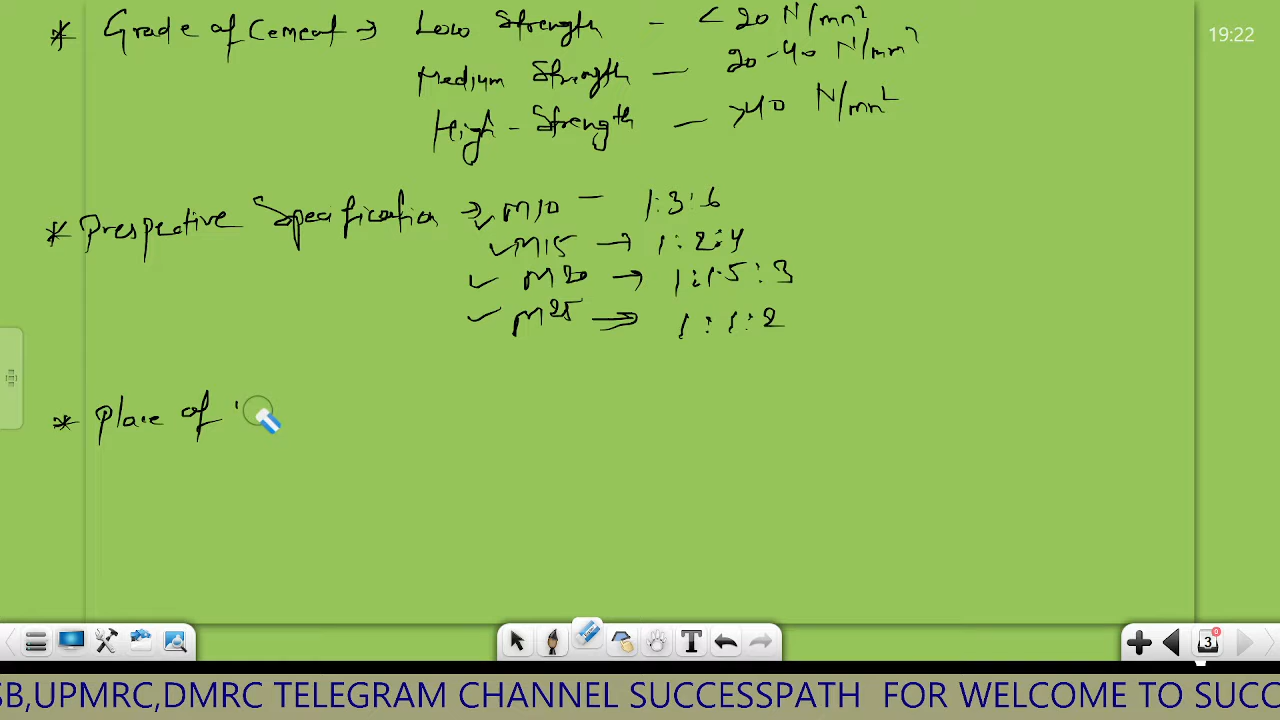 * Grade of Cement → Low Strength - < 20 N/mm²
Medium Strength - 20-40 N/mm²
High - Strength - >40 N/mm²
* Prespective Specification → ✓ M10 - 1:3:6
✓ M15 → 1:2:4
✓ M20 → 1:1.5:3
✓ M25 → 1:1:2
* Place of
19:22
T
3
0
SB,UPMRC,DMRC TELEGRAM CHANNEL SUCCESSPATH FOR WELCOME TO SUCC